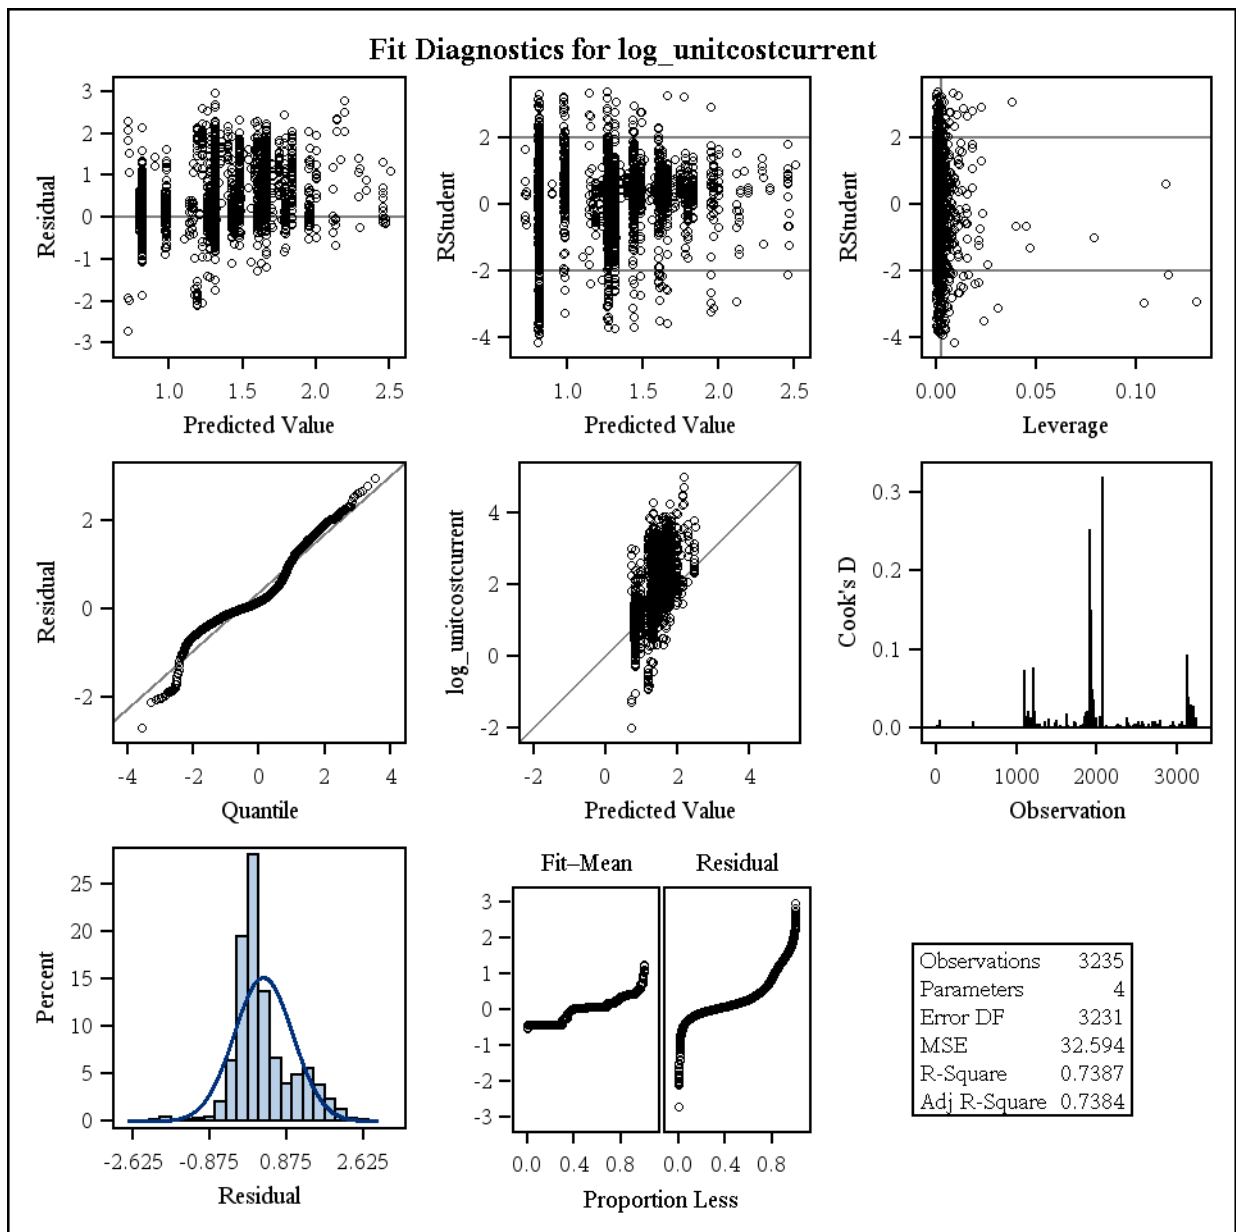 Fit Diagnostics for log_unitcostcurrent
3
2
1
0
-1
-2
-3
Residual
1.0 1.5 2.0 2.5
Predicted Value
2
0
-2
-4
RStudent
1.0 1.5 2.0 2.5
Predicted Value
2
0
-2
-4
RStudent
0.00 0.05 0.10
Leverage
2
0
-2
Residual
-4 -2 0 2 4
Quantile
4
2
0
-2
log_unitcostcurrent
-2 0 2 4
Predicted Value
0.3
0.2
0.1
0.0
Cook's D
0 1000 2000 3000
Observation
25
20
15
10
5
0
Percent
-2.625 -0.875 0.875 2.625
Residual
Fit–Mean Residual
3
2
1
0
-1
-2
-3
0.0 0.4 0.8 0.0 0.4 0.8
Proportion Less
Observations 3235
Parameters 4
Error DF 3231
MSE 32.594
R-Square 0.7387
Adj R-Square 0.7384